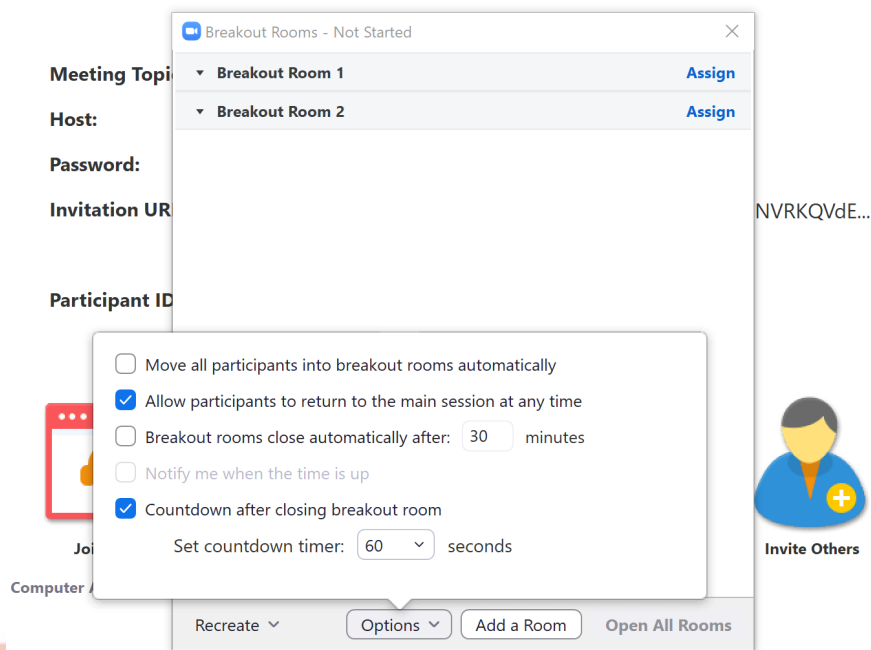 Breakout Rooms - Not Started
Meeting Topi
Breakout Room 1 Assign
Host:
Breakout Room 2 Assign
Password:
Invitation UR
NVRKQVdE...
Participant ID
Move all participants into breakout rooms automatically
Allow participants to return to the main session at any time
Breakout rooms close automatically after: 30 minutes
Notify me when the time is up
Countdown after closing breakout room
Set countdown timer: 60 seconds
Joi
Invite Others
Computer A
Recreate Options Add a Room Open All Rooms